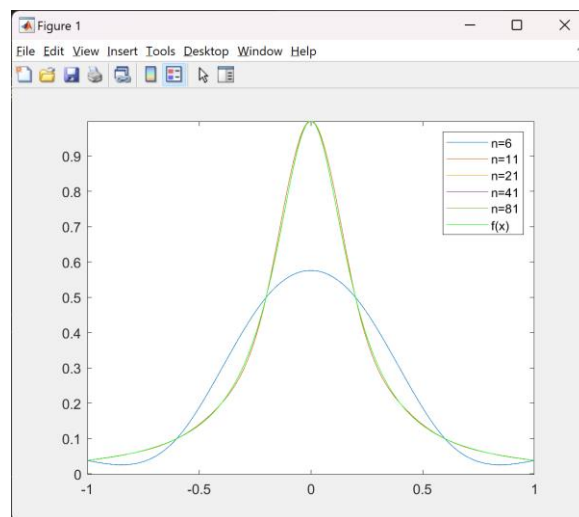 Figure 1
File Edit View Insert Tools Desktop Window Help
0.9
0.8
0.7
0.6
0.5
0.4
0.3
0.2
0.1
0
-1 -0.5 0 0.5 1
n=6
n=11
n=21
n=41
n=81
f(x)